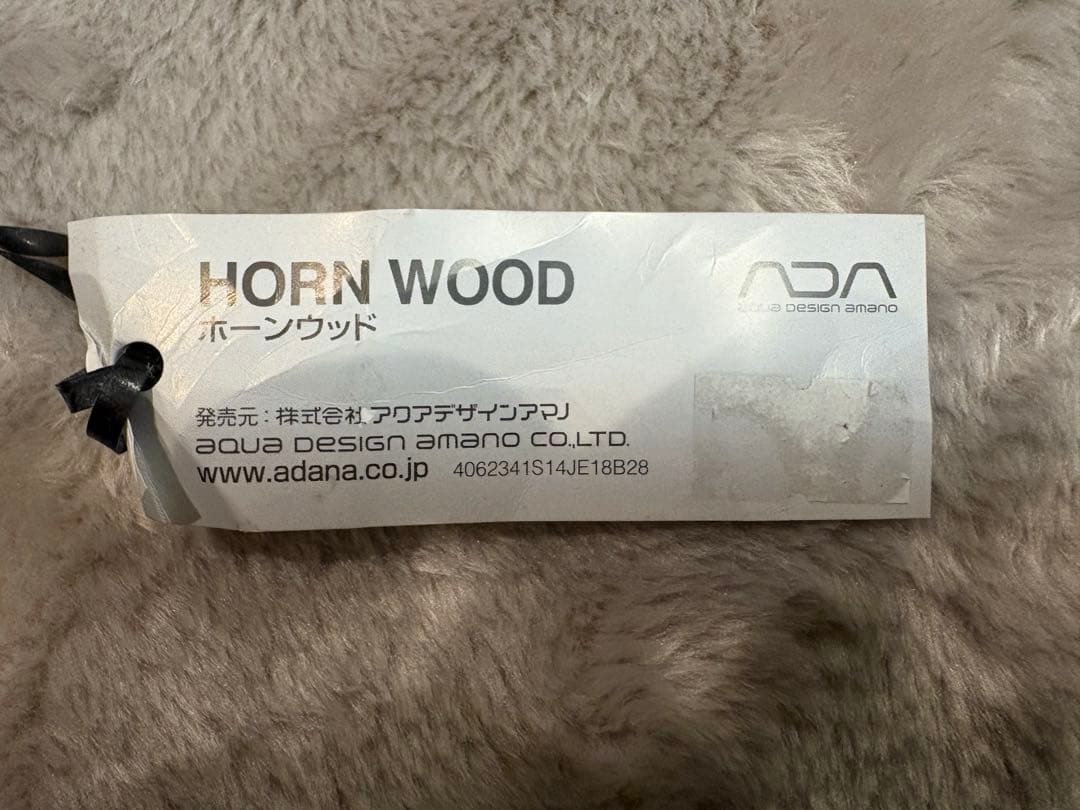 HORN WOOD
ホーンウッド
ADA
AQUA DESIGN AMANO
発売元：株式会社 アクアデザインアマノ
AQUA DESIGN AMANO CO.,LTD.
www.adana.co.jp 4062341S14JE18B28